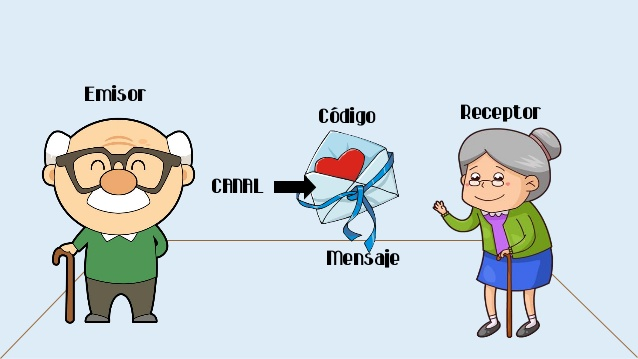 Emisor
Código
Receptor
CANAL
Mensaje